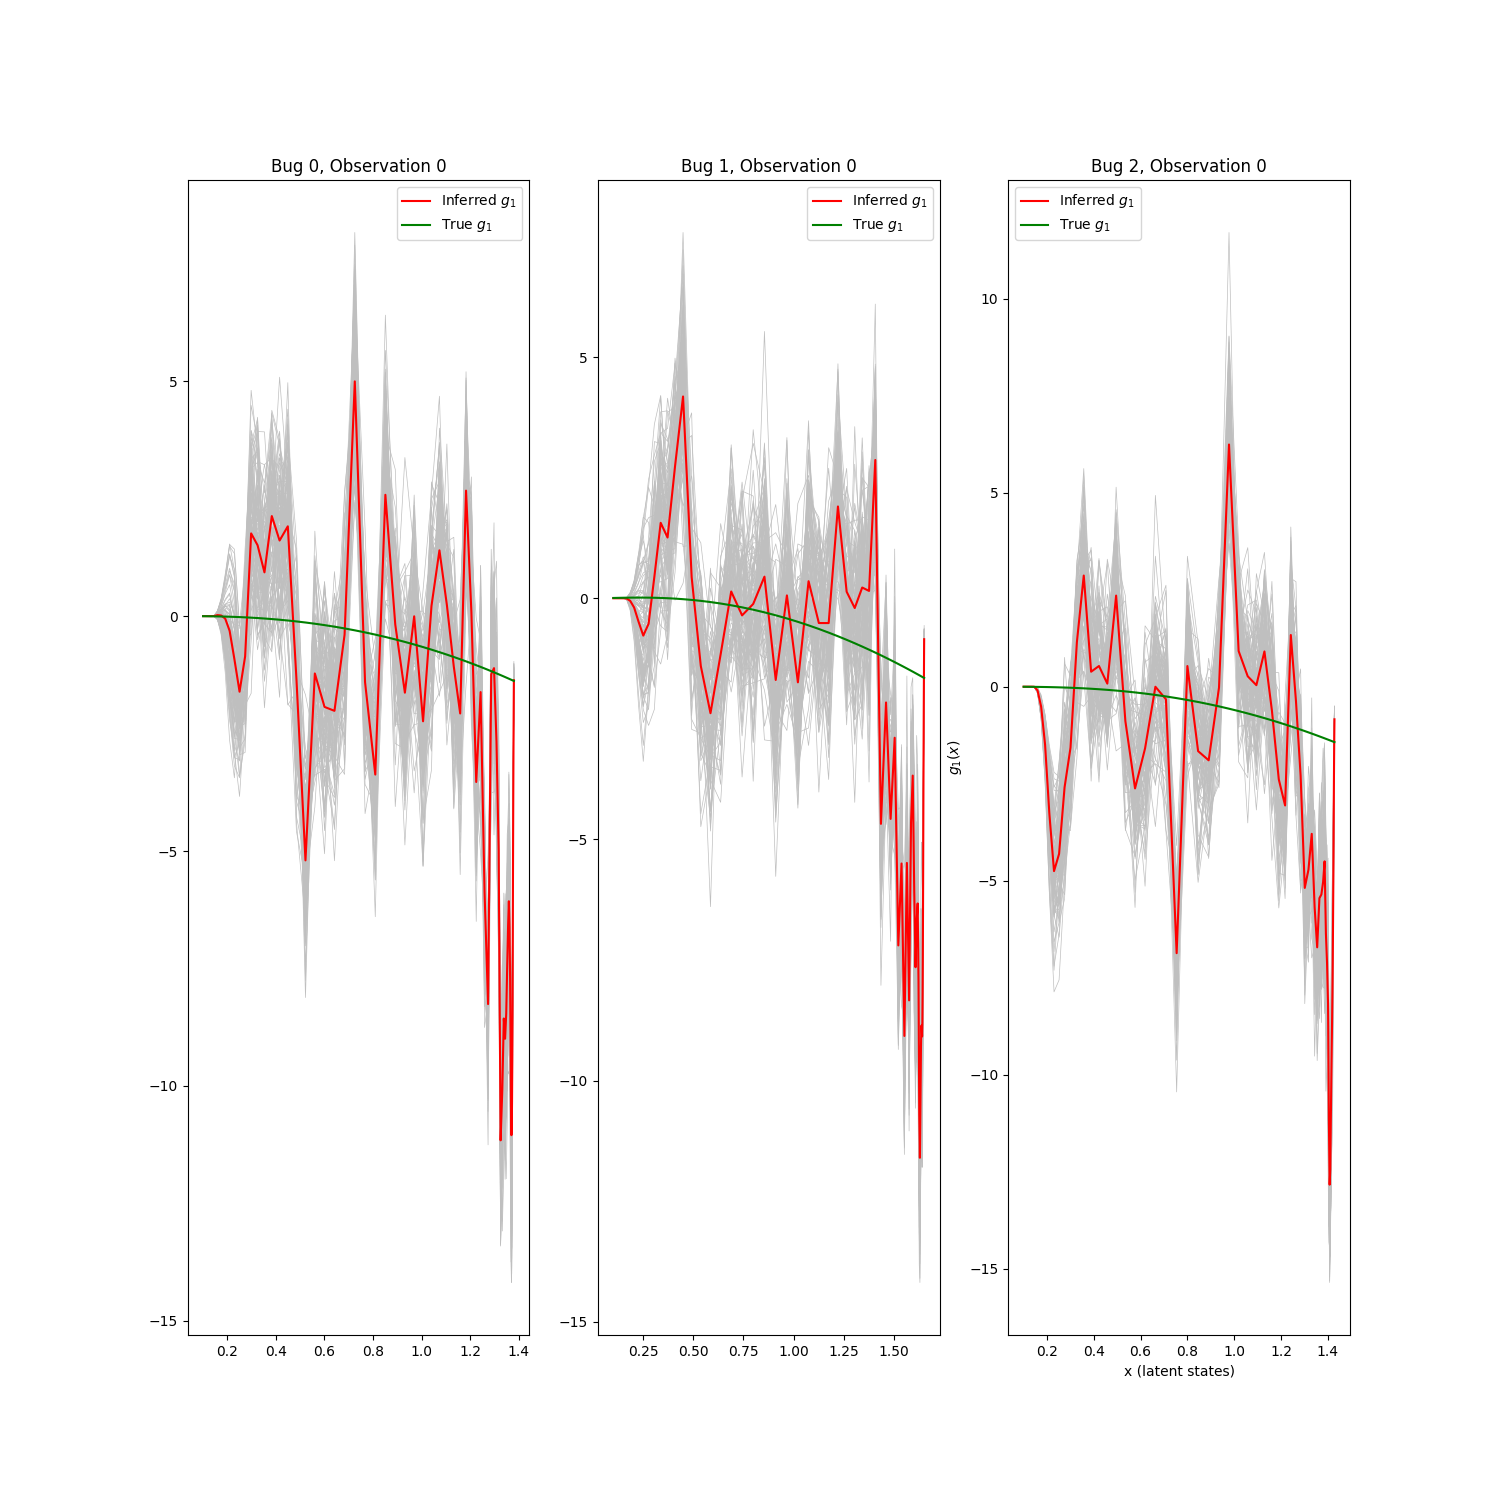 Bug 0, Observation 0
Inferred g₁
True g₁
5
0
−5
−10
−15
0.2 0.4 0.6 0.8 1.0 1.2 1.4
Bug 1, Observation 0
Inferred g₁
True g₁
5
0
−5
−10
−15
0.25 0.50 0.75 1.00 1.25 1.50
Bug 2, Observation 0
Inferred g₁
True g₁
g₁(x)
10
5
0
−5
−10
−15
0.2 0.4 0.6 0.8 1.0 1.2 1.4
x (latent states)